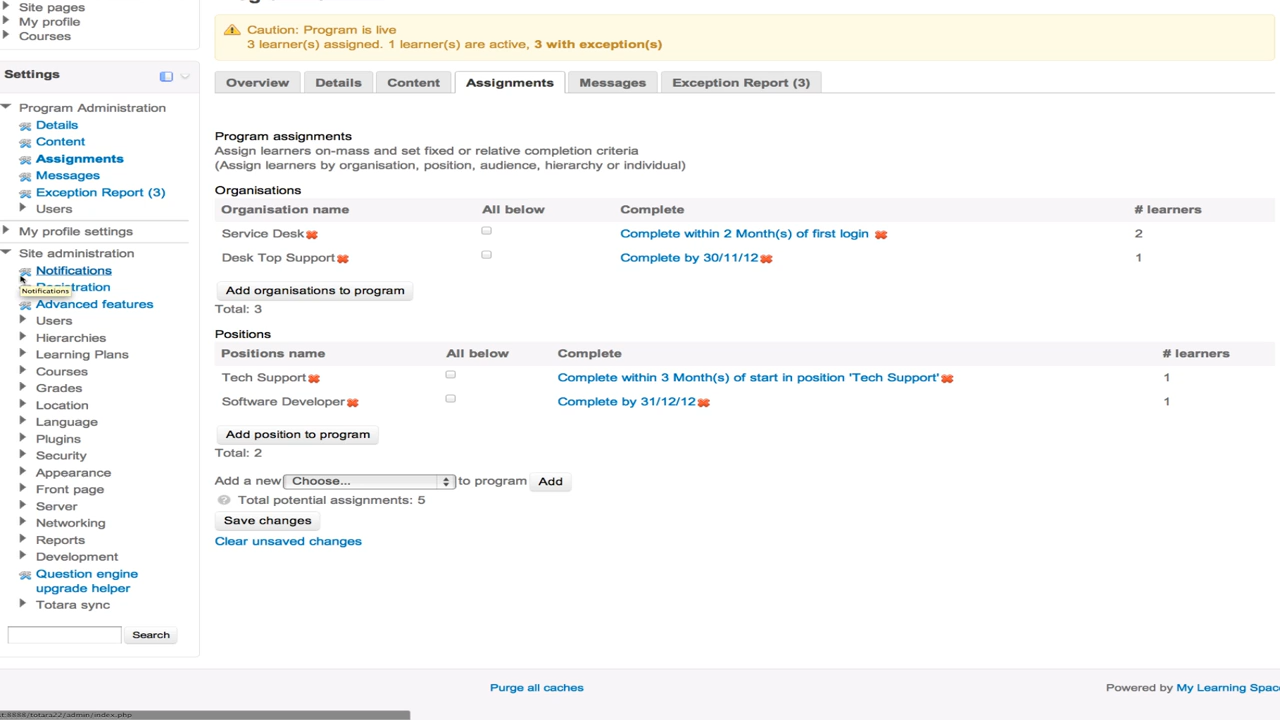 Site pages
My profile
Courses
Settings
Program Administration
Details
Content
Assignments
Messages
Exception Report (3)
Users
My profile settings
Site administration
Notifications
Notifications
Advanced features
Users
Hierarchies
Learning Plans
Courses
Grades
Location
Language
Plugins
Security
Appearance
Front page
Server
Networking
Reports
Development
Question engine
upgrade helper
Totara sync
Search
Caution: Program is live
3 learner(s) assigned. 1 learner(s) are active, 3 with exception(s)
Overview Details Content Assignments Messages Exception Report (3)
Program assignments
Assign learners on-mass and set fixed or relative completion criteria
(Assign learners by organisation, position, audience, hierarchy or individual)
Organisations
Organisation name All below Complete # learners
Service Desk Complete within 2 Month(s) of first login 2
Desk Top Support Complete by 30/11/12 1
Add organisations to program
Total: 3
Positions
Positions name All below Complete # learners
Tech Support Complete within 3 Month(s) of start in position 'Tech Support' 1
Software Developer Complete by 31/12/12 1
Add position to program
Total: 2
Add a new Choose... to program Add
Total potential assignments: 5
Save changes
Clear unsaved changes
Purge all caches
Powered by My Learning Spac